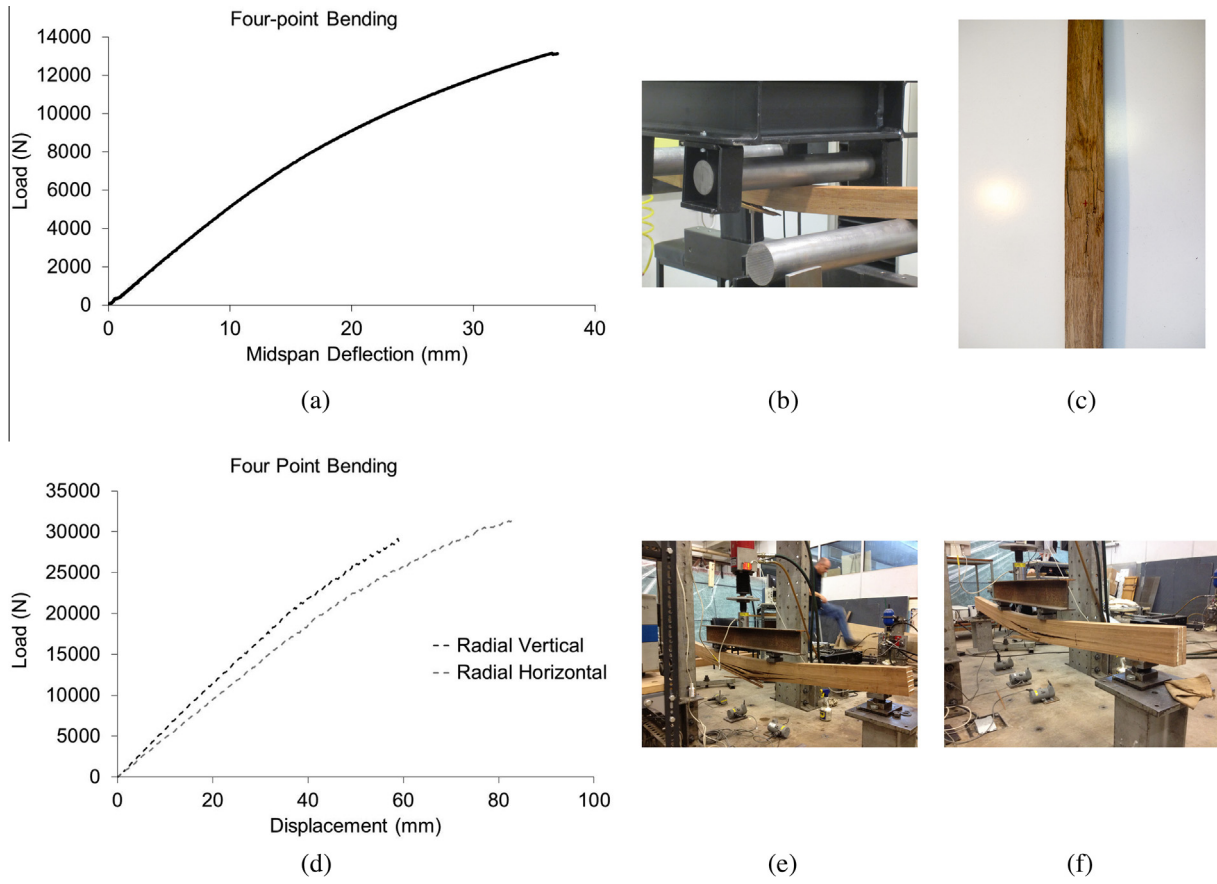 Four-point Bending
14000
12000
10000
8000
6000
4000
2000
0
Load (N)
0 10 20 30 40
Midspan Deflection (mm)
(a) (b) (c)
Four Point Bending
35000
30000
25000
20000
15000
10000
5000
0
Load (N)
Radial Vertical
Radial Horizontal
0 20 40 60 80 100
Displacement (mm)
(d) (e) (f)